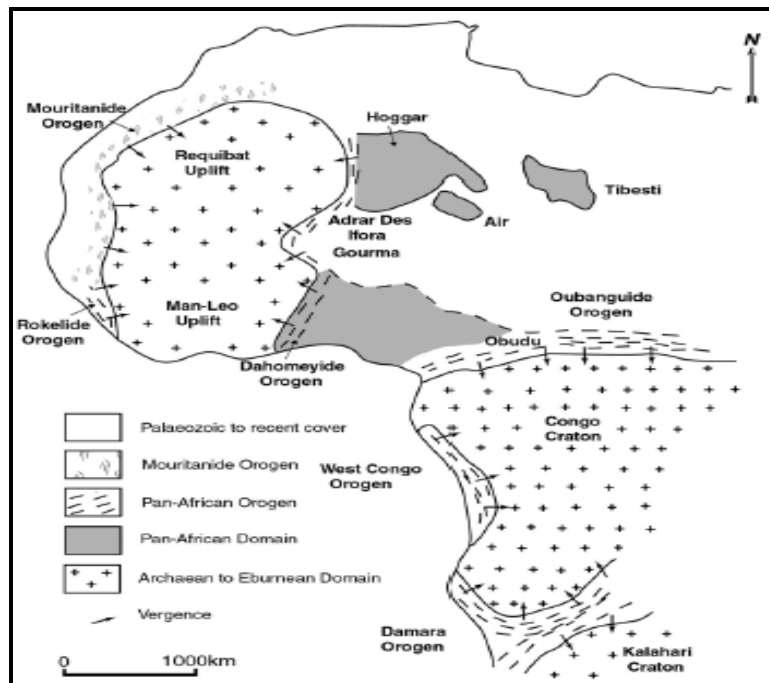 N
Mouritanide
Orogen
Hoggar
Requibat
Uplift
Tibesti
Adrar Des
Ifora
Gourma
Air
Man-Leo
Uplift
Oubanguide
Orogen
Rokelide
Orogen
Obudu
Dahomeyide
Orogen
Congo
Craton
Palaeozoic to recent cover
Mouritanide Orogen
West Congo
Orogen
Pan-African Orogen
Pan-African Domain
Archaean to Eburnean Domain
Vergence
Damara
Orogen
Kalahari
Craton
0 1000km